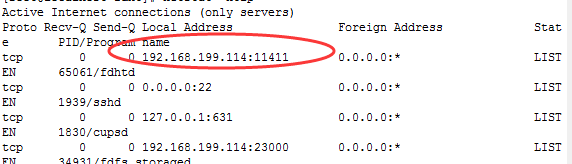 Active Internet connections (only servers)
Proto Recv-Q Send-Q Local Address Foreign Address Stat
e PID/Program name
tcp 0 0 192.168.199.114:11411 0.0.0.0:* LIST
EN 65061/fdhtd
tcp 0 0 0.0.0.0:22 0.0.0.0:* LIST
EN 1939/sshd
tcp 0 0 127.0.0.1:631 0.0.0.0:* LIST
EN 1830/cupsd
tcp 0 0 192.168.199.114:23000 0.0.0.0:* LIST
EN 34931/fdfs_storaged